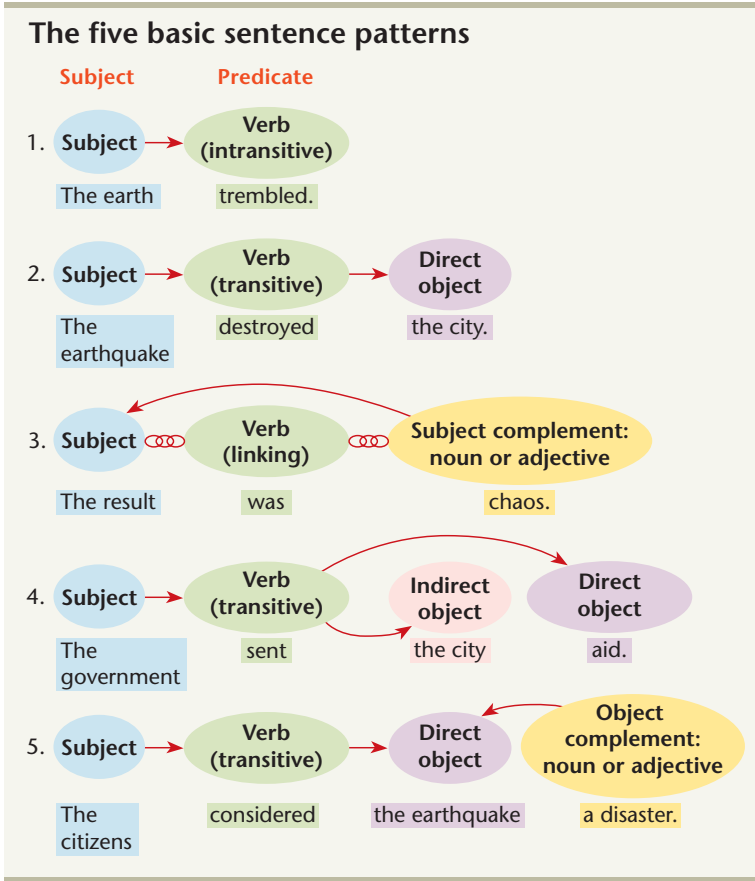 The five basic sentence patterns
Subject Predicate
1. Subject Verb (intransitive)
The earth trembled.
2. Subject Verb (transitive) Direct object
The earthquake destroyed the city.
3. Subject Verb (linking) Subject complement: noun or adjective
The result was chaos.
4. Subject Verb (transitive) Indirect object Direct object
The government sent the city aid.
5. Subject Verb (transitive) Direct object Object complement: noun or adjective
The citizens considered the earthquake a disaster.